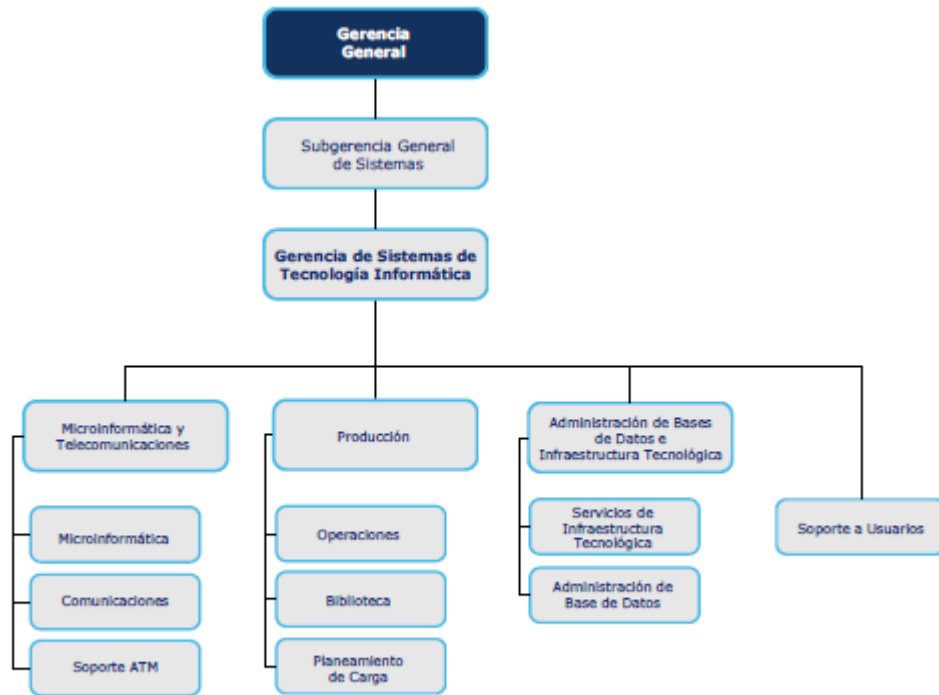 Gerencia
General
Subgerencia General
de Sistemas
Gerencia de Sistemas de
Tecnología Informática
Microinformática y
Telecomunicaciones
Microinformática
Comunicaciones
Soporte ATM
Producción
Operaciones
Biblioteca
Planeamiento
de Carga
Administración de Bases
de Datos e
Infraestructura Tecnológica
Servicios de
Infraestructura
Tecnológica
Administración de
Base de Datos
Soporte a Usuarios